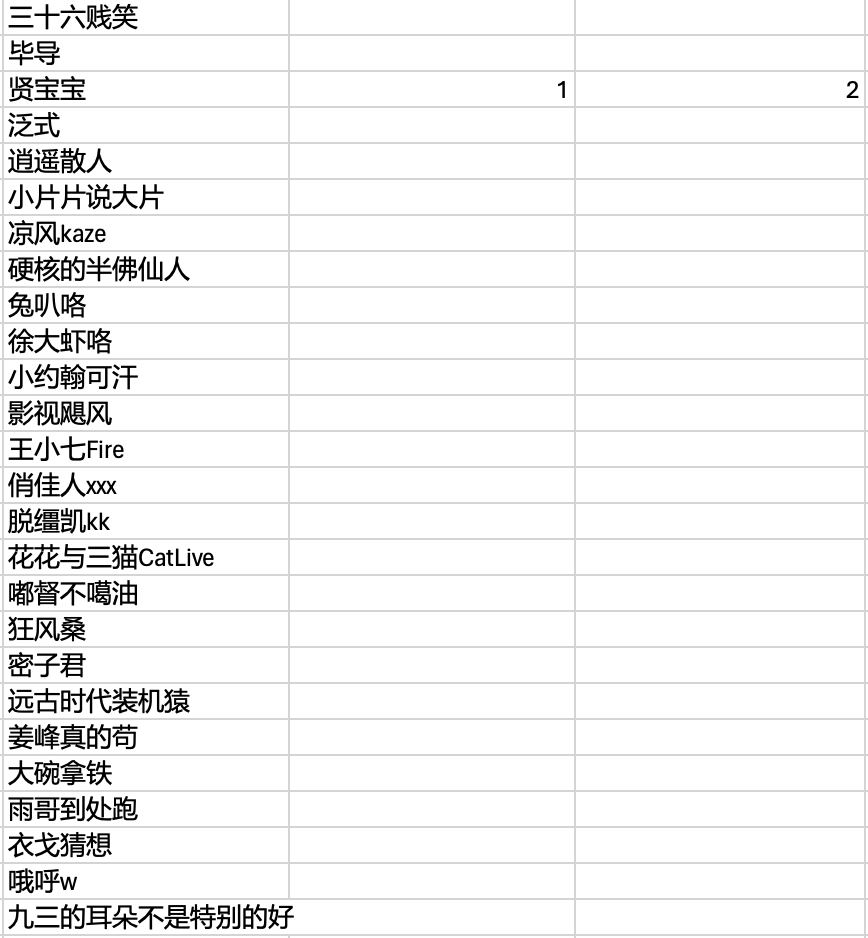 三十六贱笑
毕导
贤宝宝 1 2
泛式
逍遥散人
小片片说大片
凉风kaze
硬核的半佛仙人
兔叭咯
徐大虾咯
小约翰可汗
影视飓风
王小七Fire
俏佳人xxx
脱缰凯kk
花花与三猫CatLive
嘟督不噶油
狂风桑
密子君
远古时代装机猿
姜峰真的苟
大碗拿铁
雨哥到处跑
衣戈猜想
哦呼w
九三的耳朵不是特别的好